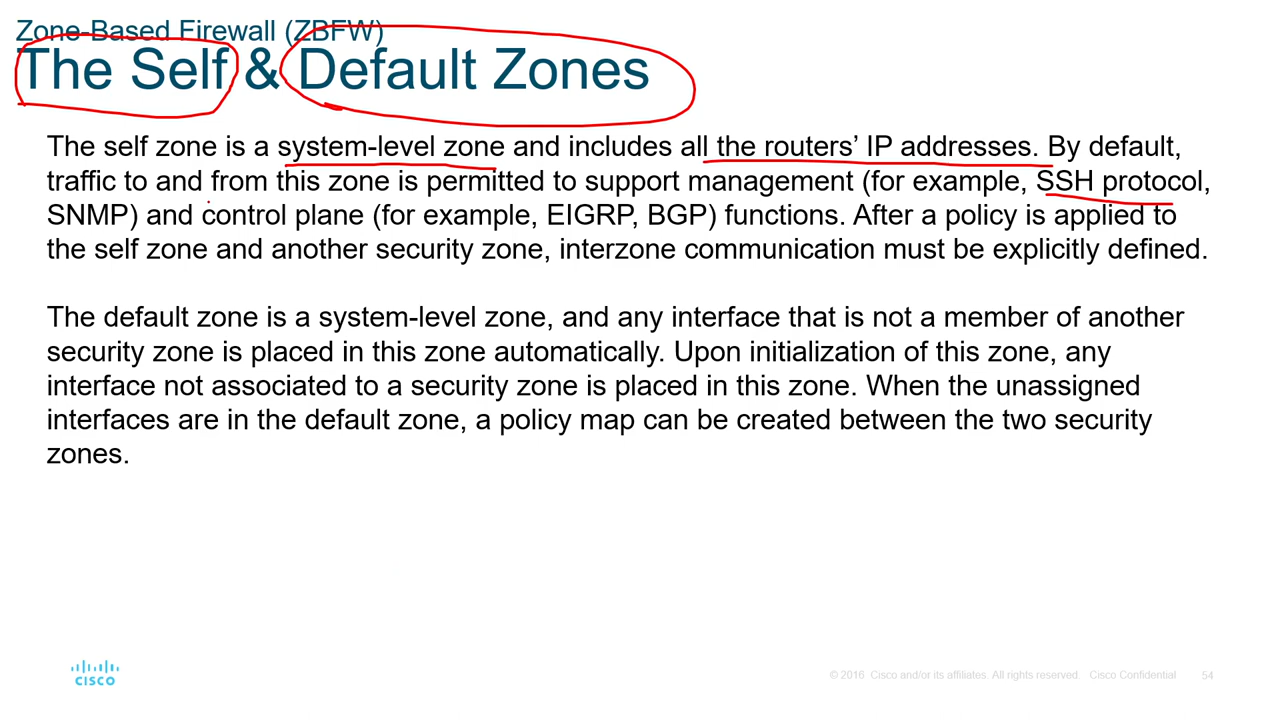 Zone-Based Firewall (ZBFW)
The Self & Default Zones
The self zone is a system-level zone and includes all the routers’ IP addresses. By default,
traffic to and from this zone is permitted to support management (for example, SSH protocol,
SNMP) and control plane (for example, EIGRP, BGP) functions. After a policy is applied to
the self zone and another security zone, interzone communication must be explicitly defined.
The default zone is a system-level zone, and any interface that is not a member of another
security zone is placed in this zone automatically. Upon initialization of this zone, any
interface not associated to a security zone is placed in this zone. When the unassigned
interfaces are in the default zone, a policy map can be created between the two security
zones.
CISCO
© 2016 Cisco and/or its affiliates. All rights reserved. Cisco Confidential 54